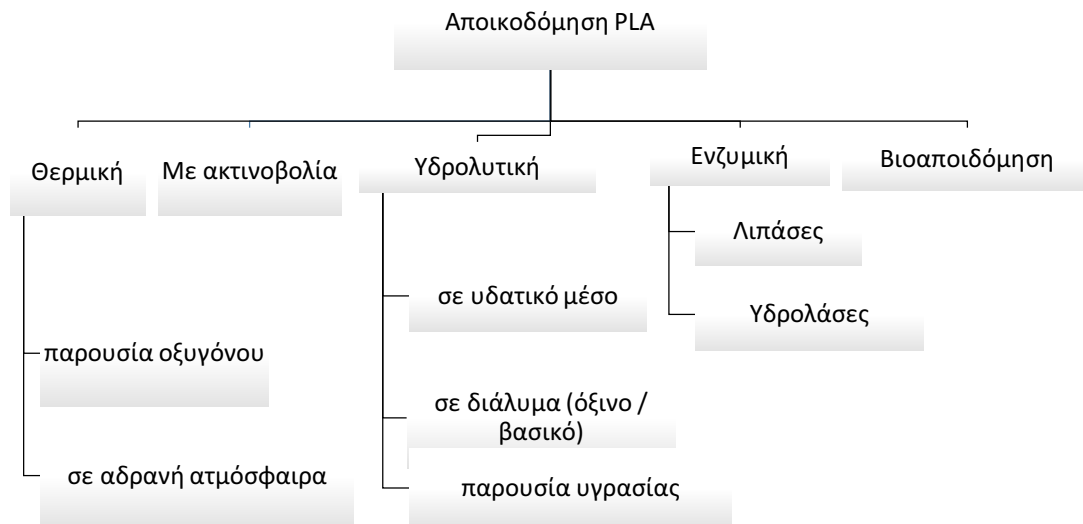 Αποικοδόμηση PLA
Θερμική
Με ακτινοβολία
Υδρολυτική
Ενζυμική
Βιοαποιδόμηση
παρουσία οξυγόνου
σε αδρανή ατμόσφαιρα
σε υδατικό μέσο
σε διάλυμα (όξινο /
βασικό)
παρουσία υγρασίας
Λιπάσες
Υδρολάσες